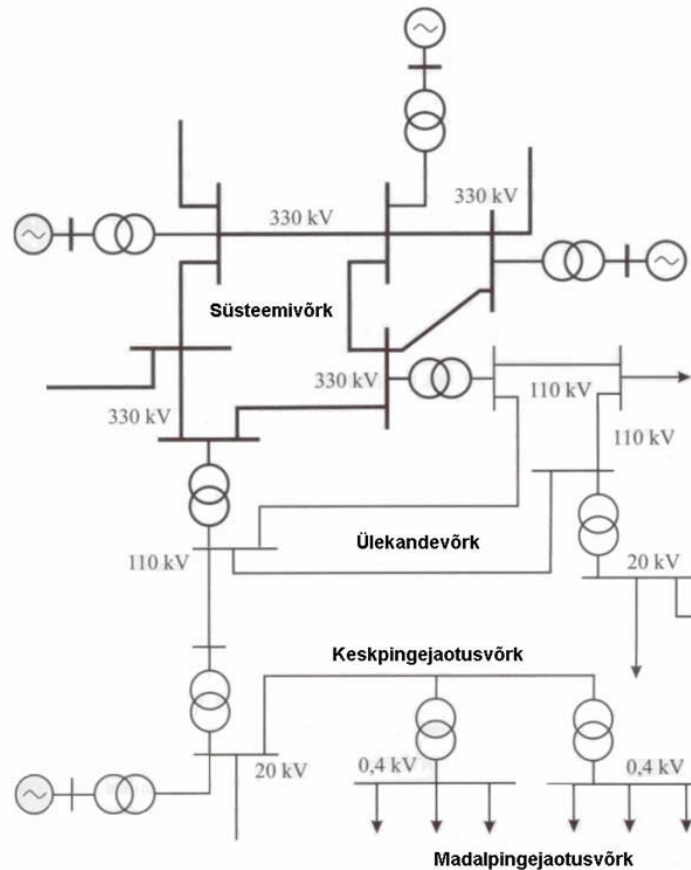 330 kV
330 kV
Süsteemivõrk
330 kV
110 kV
330 kV
110 kV
Ülekandevõrk
110 kV
20 kV
Keskpingejaotusvõrk
20 kV
0,4 kV
0,4 kV
Madalpingejaotusvõrk